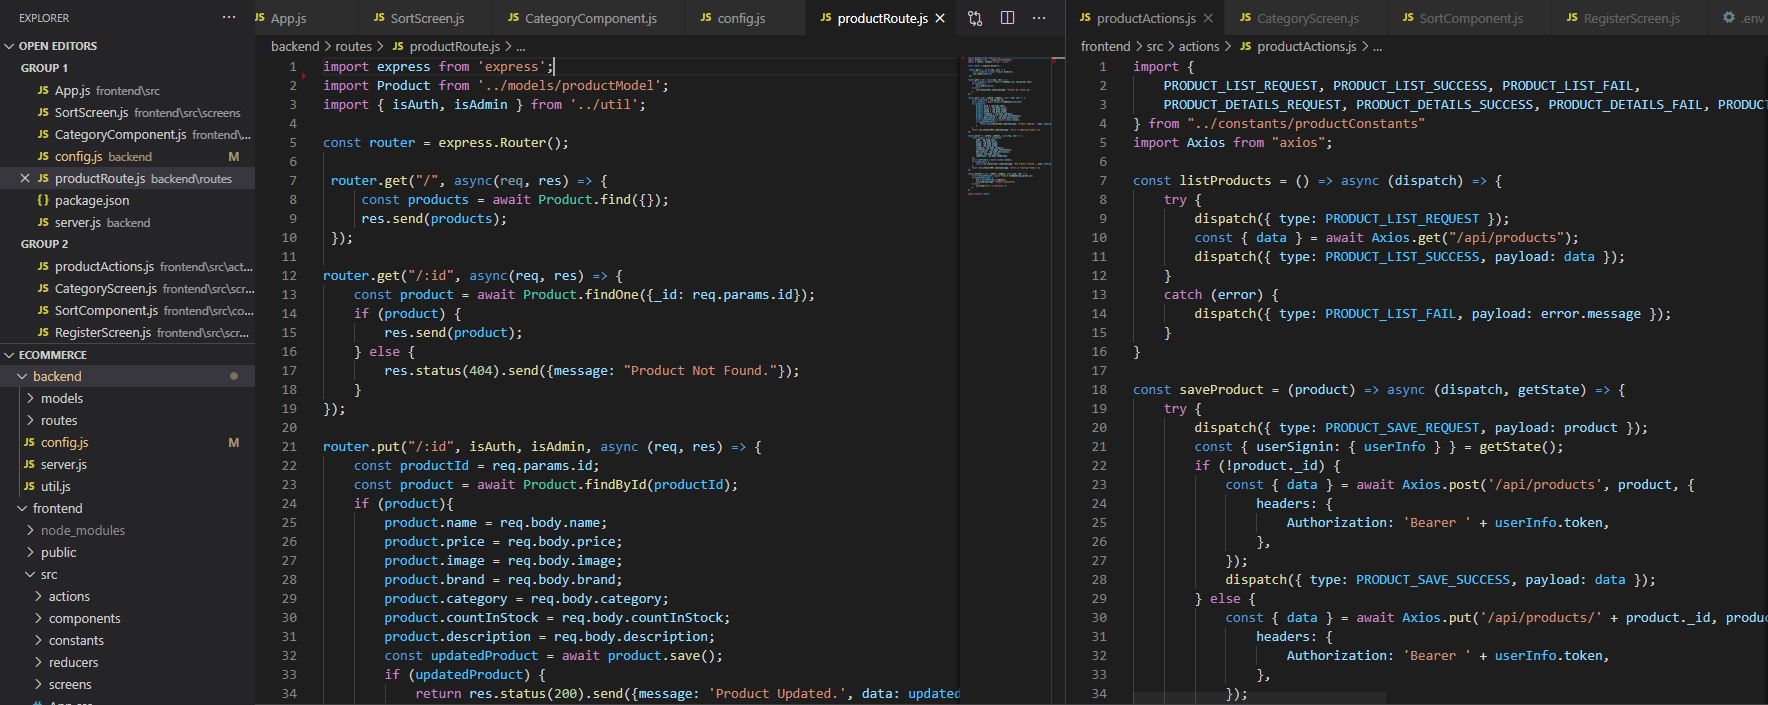 EXPLORER ...
OPEN EDITORS
GROUP 1
JS App.js frontend\src
JS SortScreen.js frontend\src\screens
JS CategoryComponent.js frontend\...
JS config.js backend M
JS productRoute.js backend\routes
{} package.json
JS server.js backend
GROUP 2
JS productActions.js frontend\src\act...
JS CategoryScreen.js frontend\src\scr...
JS SortComponent.js frontend\src\co...
JS RegisterScreen.js frontend\src\scr...
ECOMMERCE
backend
models
routes
JS config.js M
JS server.js
JS util.js
frontend
node_modules
public
src
actions
components
constants
reducers
screens
JS App.js JS SortScreen.js JS CategoryComponent.js JS config.js JS productRoute.js
backend > routes > JS productRoute.js > ...
1 import express from 'express';
2 import Product from '../models/productModel';
3 import { isAuth, isAdmin } from '../util';
4
5 const router = express.Router();
6
7 router.get("/", async(req, res) => {
8 const products = await Product.find({});
9 res.send(products);
10 });
11
12 router.get("/:id", async(req, res) => {
13 const product = await Product.findOne({_id: req.params.id});
14 if (product) {
15 res.send(product);
16 } else {
17 res.status(404).send({message: "Product Not Found."});
18 }
19 });
20
21 router.put("/:id", isAuth, isAdmin, async (req, res) => {
22 const productId = req.params.id;
23 const product = await Product.findById(productId);
24 if (product){
25 product.name = req.body.name;
26 product.price = req.body.price;
27 product.image = req.body.image;
28 product.brand = req.body.brand;
29 product.category = req.body.category;
30 product.countInStock = req.body.countInStock;
31 product.description = req.body.description;
32 const updatedProduct = await product.save();
33 if (updatedProduct) {
34 return res.status(200).send({message: 'Product Updated.', data: updated
JS productActions.js JS CategoryScreen.js JS SortComponent.js JS RegisterScreen.js .env
frontend > src > actions > JS productActions.js > ...
1 import {
2 PRODUCT_LIST_REQUEST, PRODUCT_LIST_SUCCESS, PRODUCT_LIST_FAIL,
3 PRODUCT_DETAILS_REQUEST, PRODUCT_DETAILS_SUCCESS, PRODUCT_DETAILS_FAIL, PRODUC
4 } from "../constants/productConstants"
5 import Axios from "axios";
6
7 const listProducts = () => async (dispatch) => {
8 try {
9 dispatch({ type: PRODUCT_LIST_REQUEST });
10 const { data } = await Axios.get("/api/products");
11 dispatch({ type: PRODUCT_LIST_SUCCESS, payload: data });
12 }
13 catch (error) {
14 dispatch({ type: PRODUCT_LIST_FAIL, payload: error.message });
15 }
16 }
17
18 const saveProduct = (product) => async (dispatch, getState) => {
19 try {
20 dispatch({ type: PRODUCT_SAVE_REQUEST, payload: product });
21 const { userSignin: { userInfo } } = getState();
22 if (!product._id) {
23 const { data } = await Axios.post('/api/products', product, {
24 headers: {
25 Authorization: 'Bearer ' + userInfo.token,
26 },
27 });
28 dispatch({ type: PRODUCT_SAVE_SUCCESS, payload: data });
29 } else {
30 const { data } = await Axios.put('/api/products/' + product._id, produc
31 headers: {
32 Authorization: 'Bearer ' + userInfo.token,
33 },
34 });